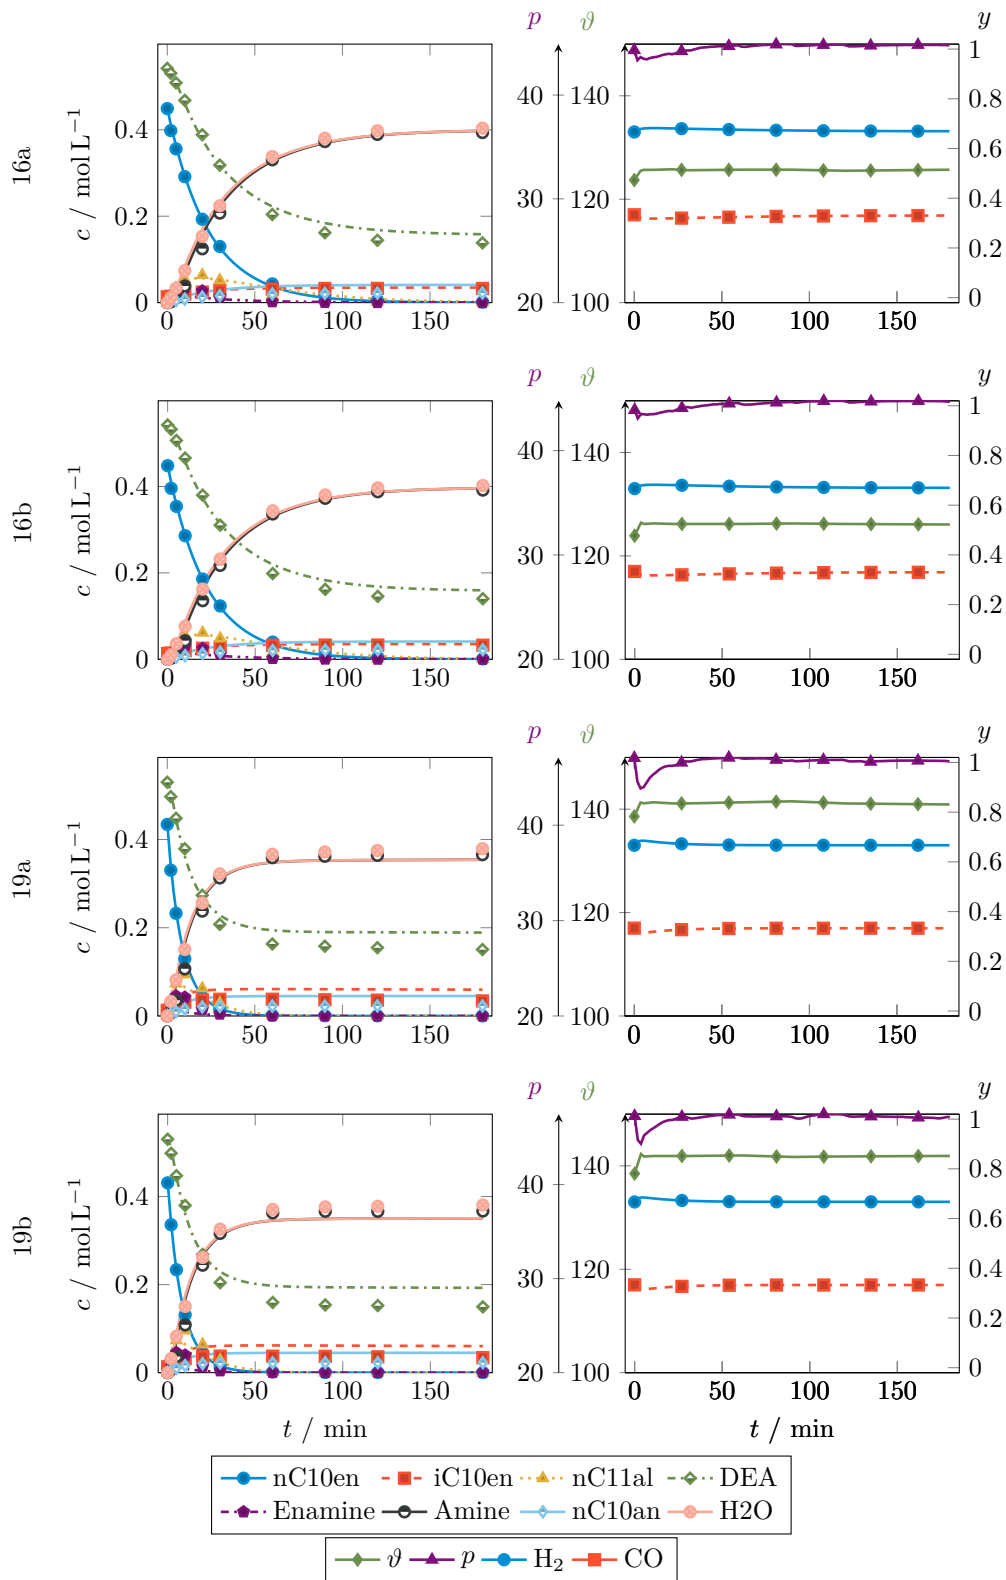 p ϑ y
16a
c / mol L−1
0 0.2 0.4
0 50 100 150
20 30 40
100 120 140
0 50 100 150
0 0.2 0.4 0.6 0.8 1
p ϑ y
16b
c / mol L−1
0 0.2 0.4
0 50 100 150
20 30 40
100 120 140
0 50 100 150
0 0.2 0.4 0.6 0.8 1
p ϑ y
19a
c / mol L−1
0 0.2 0.4
0 50 100 150
20 30 40
100 120 140
0 50 100 150
0 0.2 0.4 0.6 0.8 1
p ϑ y
19b
c / mol L−1
0 0.2 0.4
0 50 100 150
20 30 40
100 120 140
0 50 100 150
0 0.2 0.4 0.6 0.8 1
t / min t / min
nC10en iC10en nC11al DEA
Enamine Amine nC10an H2O
ϑ p H₂ CO